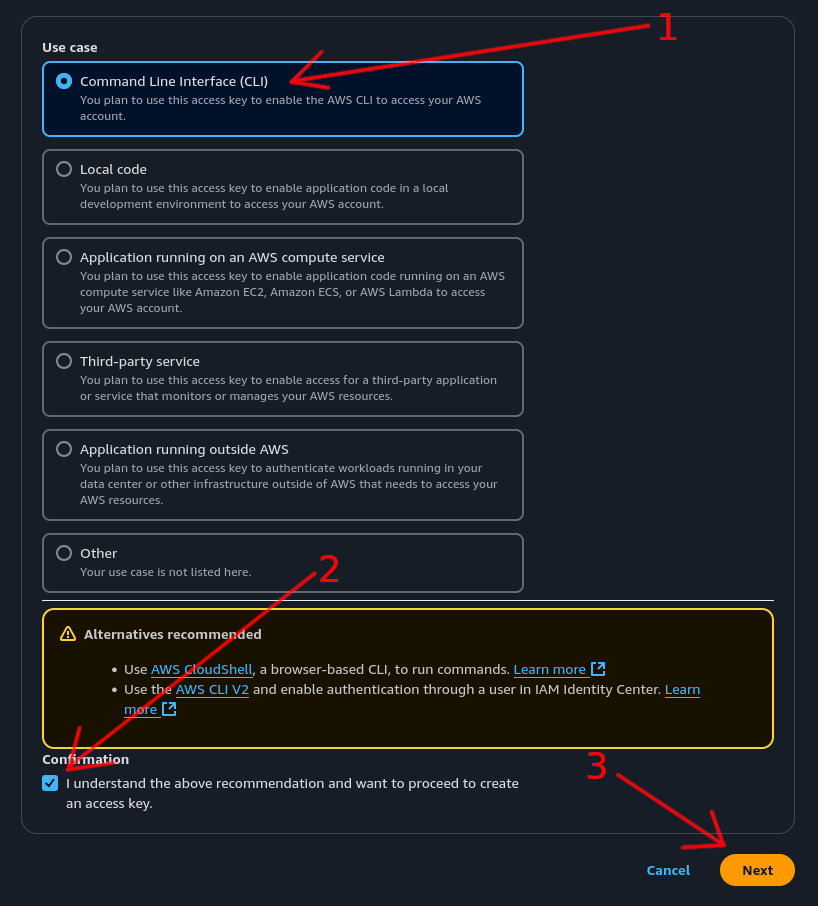 1
Use case
Command Line Interface (CLI)
You plan to use this access key to enable the AWS CLI to access your AWS
account.
Local code
You plan to use this access key to enable application code in a local
development environment to access your AWS account.
Application running on an AWS compute service
You plan to use this access key to enable application code running on an AWS
compute service like Amazon EC2, Amazon ECS, or AWS Lambda to access
your AWS account.
Third-party service
You plan to use this access key to enable access for a third-party application
or service that monitors or manages your AWS resources.
Application running outside AWS
You plan to use this access key to authenticate workloads running in your
data center or other infrastructure outside of AWS that needs to access your
AWS resources.
Other
Your use case is not listed here.
2
Alternatives recommended
• Use AWS CloudShell, a browser-based CLI, to run commands. Learn more
• Use the AWS CLI V2 and enable authentication through a user in IAM Identity Center. Learn
more
Confirmation
I understand the above recommendation and want to proceed to create
an access key.
3
Cancel Next